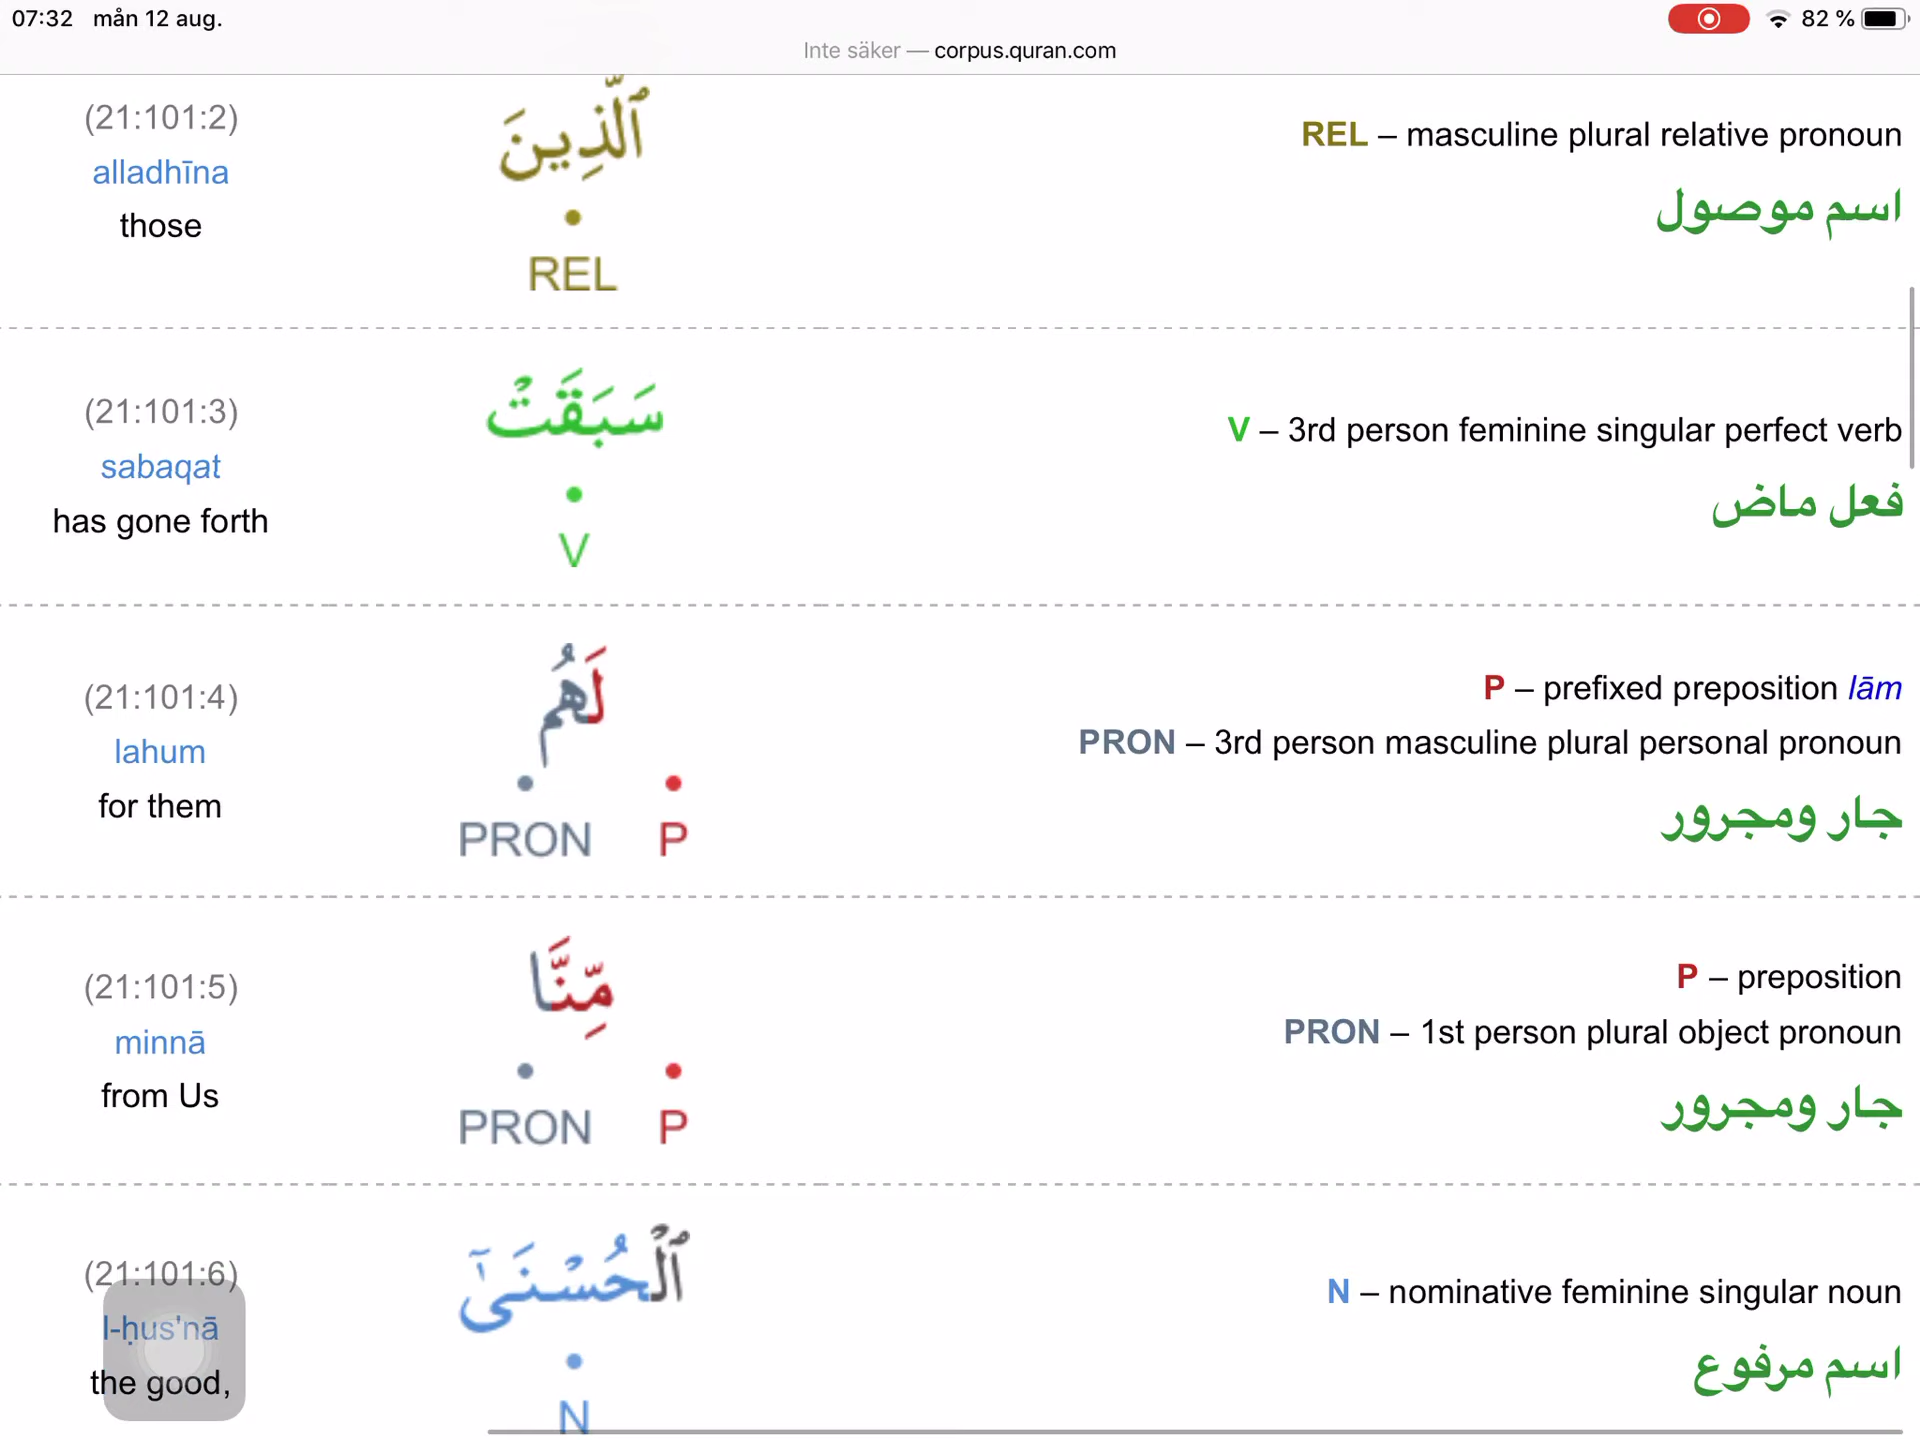 07:32 mån 12 aug. 82 %
Inte säker — corpus.quran.com
(21:101:2)
alladhīna
those
ٱلَّذِينَ
REL
REL – masculine plural relative pronoun
اسم موصول
(21:101:3)
sabaqat
has gone forth
سَبَقَتْ
V
V – 3rd person feminine singular perfect verb
فعل ماض
(21:101:4)
lahum
for them
لَهُم
PRON P
P – prefixed preposition lām
PRON – 3rd person masculine plural personal pronoun
جار ومجرور
(21:101:5)
minnā
from Us
مِّنَّا
PRON P
P – preposition
PRON – 1st person plural object pronoun
جار ومجرور
(21:101:6)
l-ḥus'nā
the good,
ٱلْحُسْنَىٰٓ
N
N – nominative feminine singular noun
اسم مرفوع